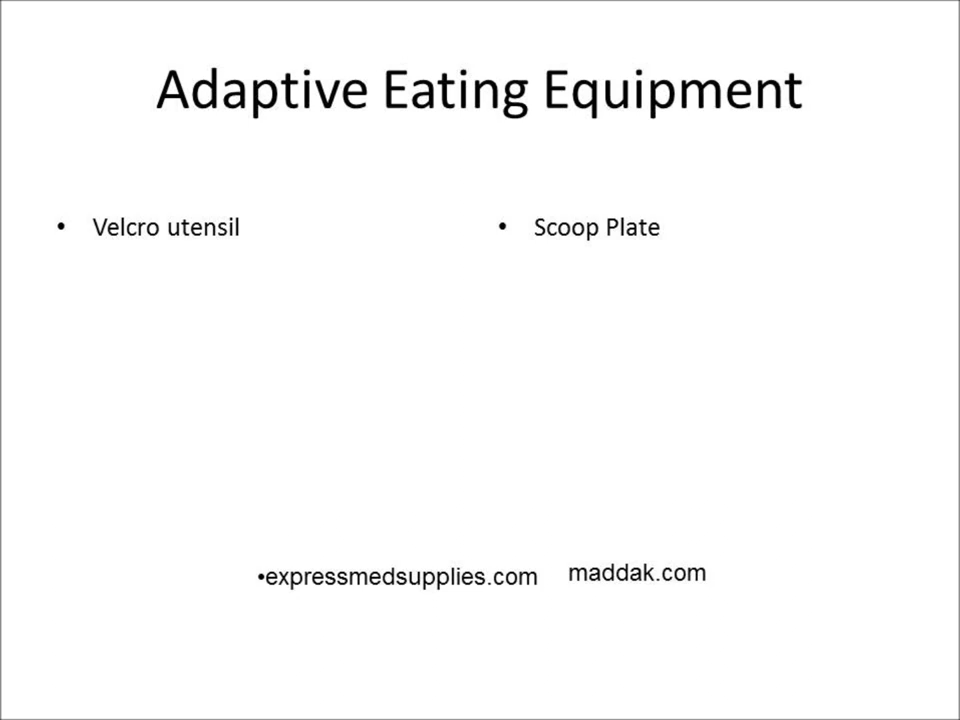 Adaptive Eating Equipment
• Velcro utensil
• Scoop Plate
•expressmedsupplies.com
maddak.com